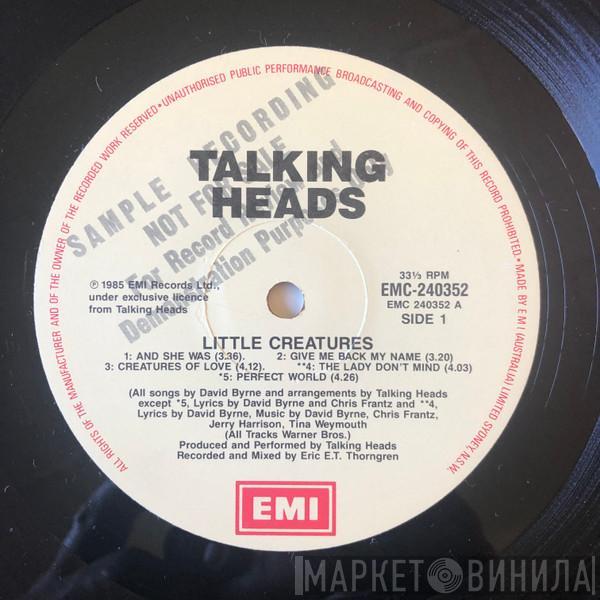 ALL RIGHTS OF THE MANUFACTURER AND OF THE OWNER OF THE RECORDED WORK RESERVED•UNAUTHORISED PUBLIC PERFORMANCE BROADCASTING AND COPYING OF THIS RECORD PROHIBITED.•MADE BY E M I (AUSTRALIA) LIMITED SYDNEY, N.S.W.
SAMPLE RECORDING
NOT FOR SALE
For Record
Demonstration Purposes
TALKING
HEADS
℗ 1985 EMI Records Ltd.,
under exclusive licence
from Talking Heads
33⅓ RPM
EMC-240352
EMC 240352 A
SIDE 1
LITTLE CREATURES
1: AND SHE WAS (3.36). 2: GIVE ME BACK MY NAME (3.20)
3: CREATURES OF LOVE (4.12). **4: THE LADY DON'T MIND (4.03)
*5: PERFECT WORLD (4.26)
(All songs by David Byrne and arrangements by Talking Heads
except *5, Lyrics by David Byrne and Chris Frantz and **4,
Lyrics by David Byrne, Music by David Byrne, Chris Frantz,
Jerry Harrison, Tina Weymouth
(All Tracks Warner Bros.)
Produced and Performed by Talking Heads
Recorded and Mixed by Eric E.T. Thorngren
EMI
МАРКЕТ ВИНИЛА